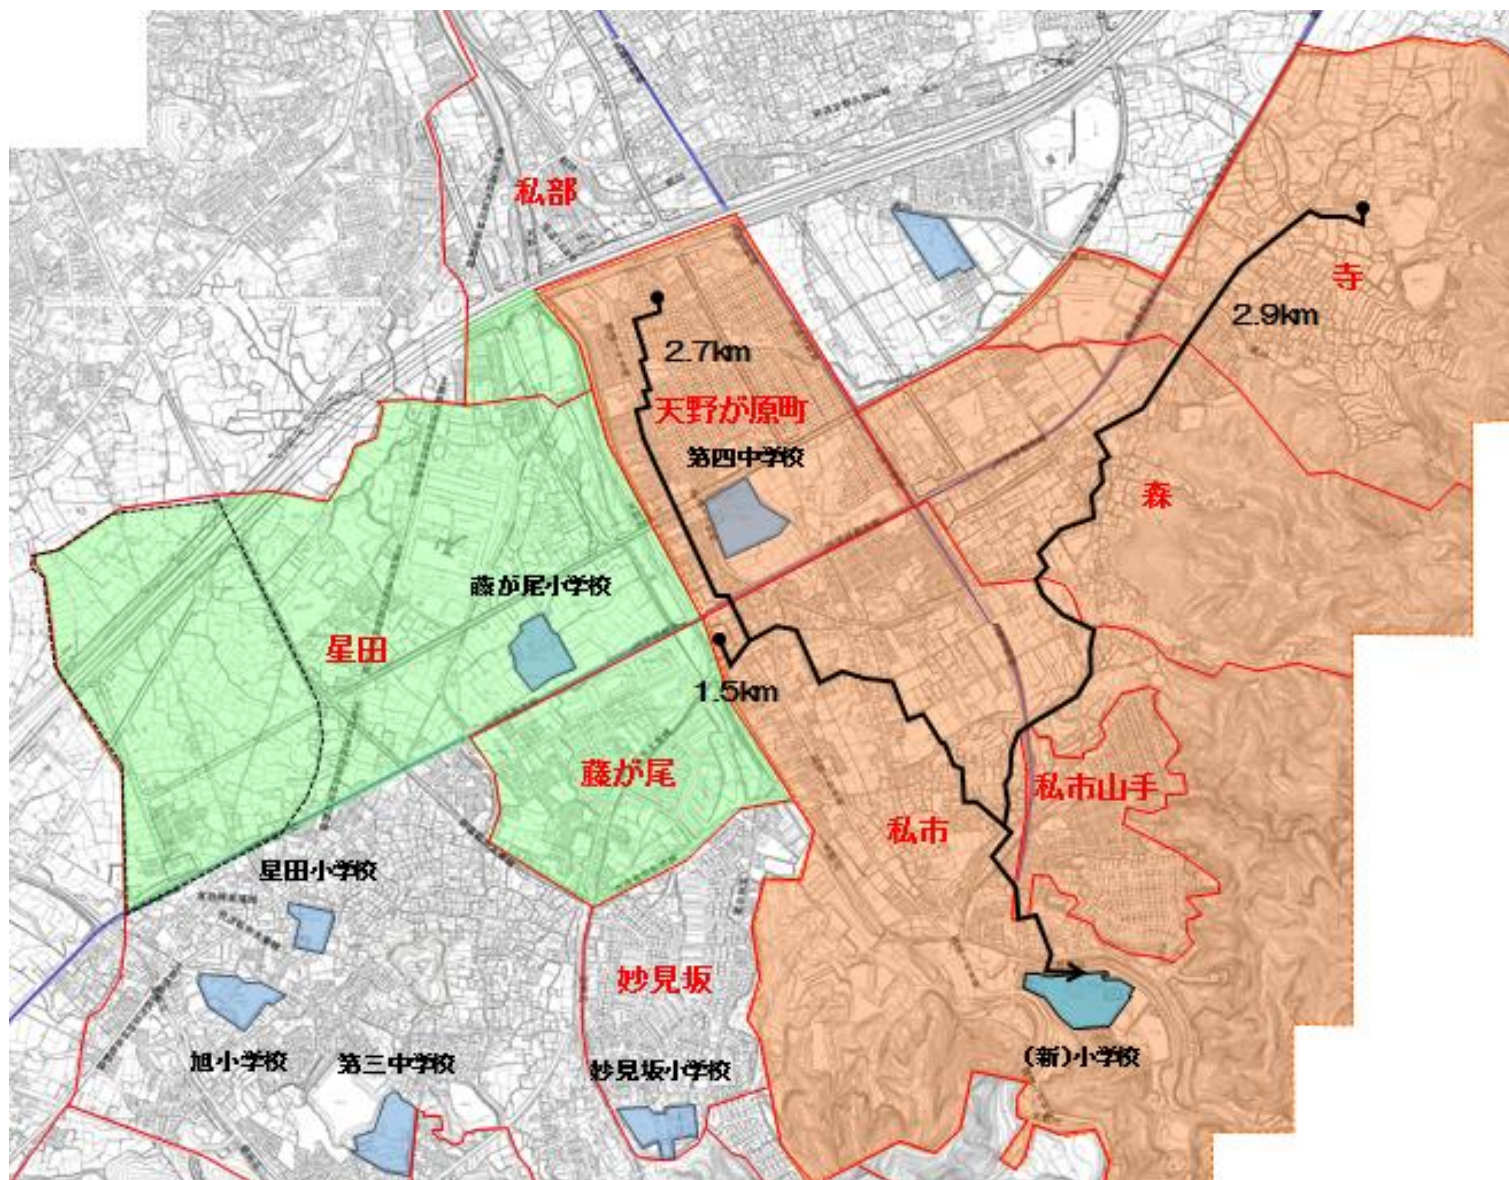 私部
寺
2.9km
2.7km
天野が原町
第四中学校
森
藤が尾小学校
星田
1.5km
藤が尾
私市山手
私市
星田小学校
妙見坂
旭小学校
第三中学校
妙見坂小学校
(新)小学校